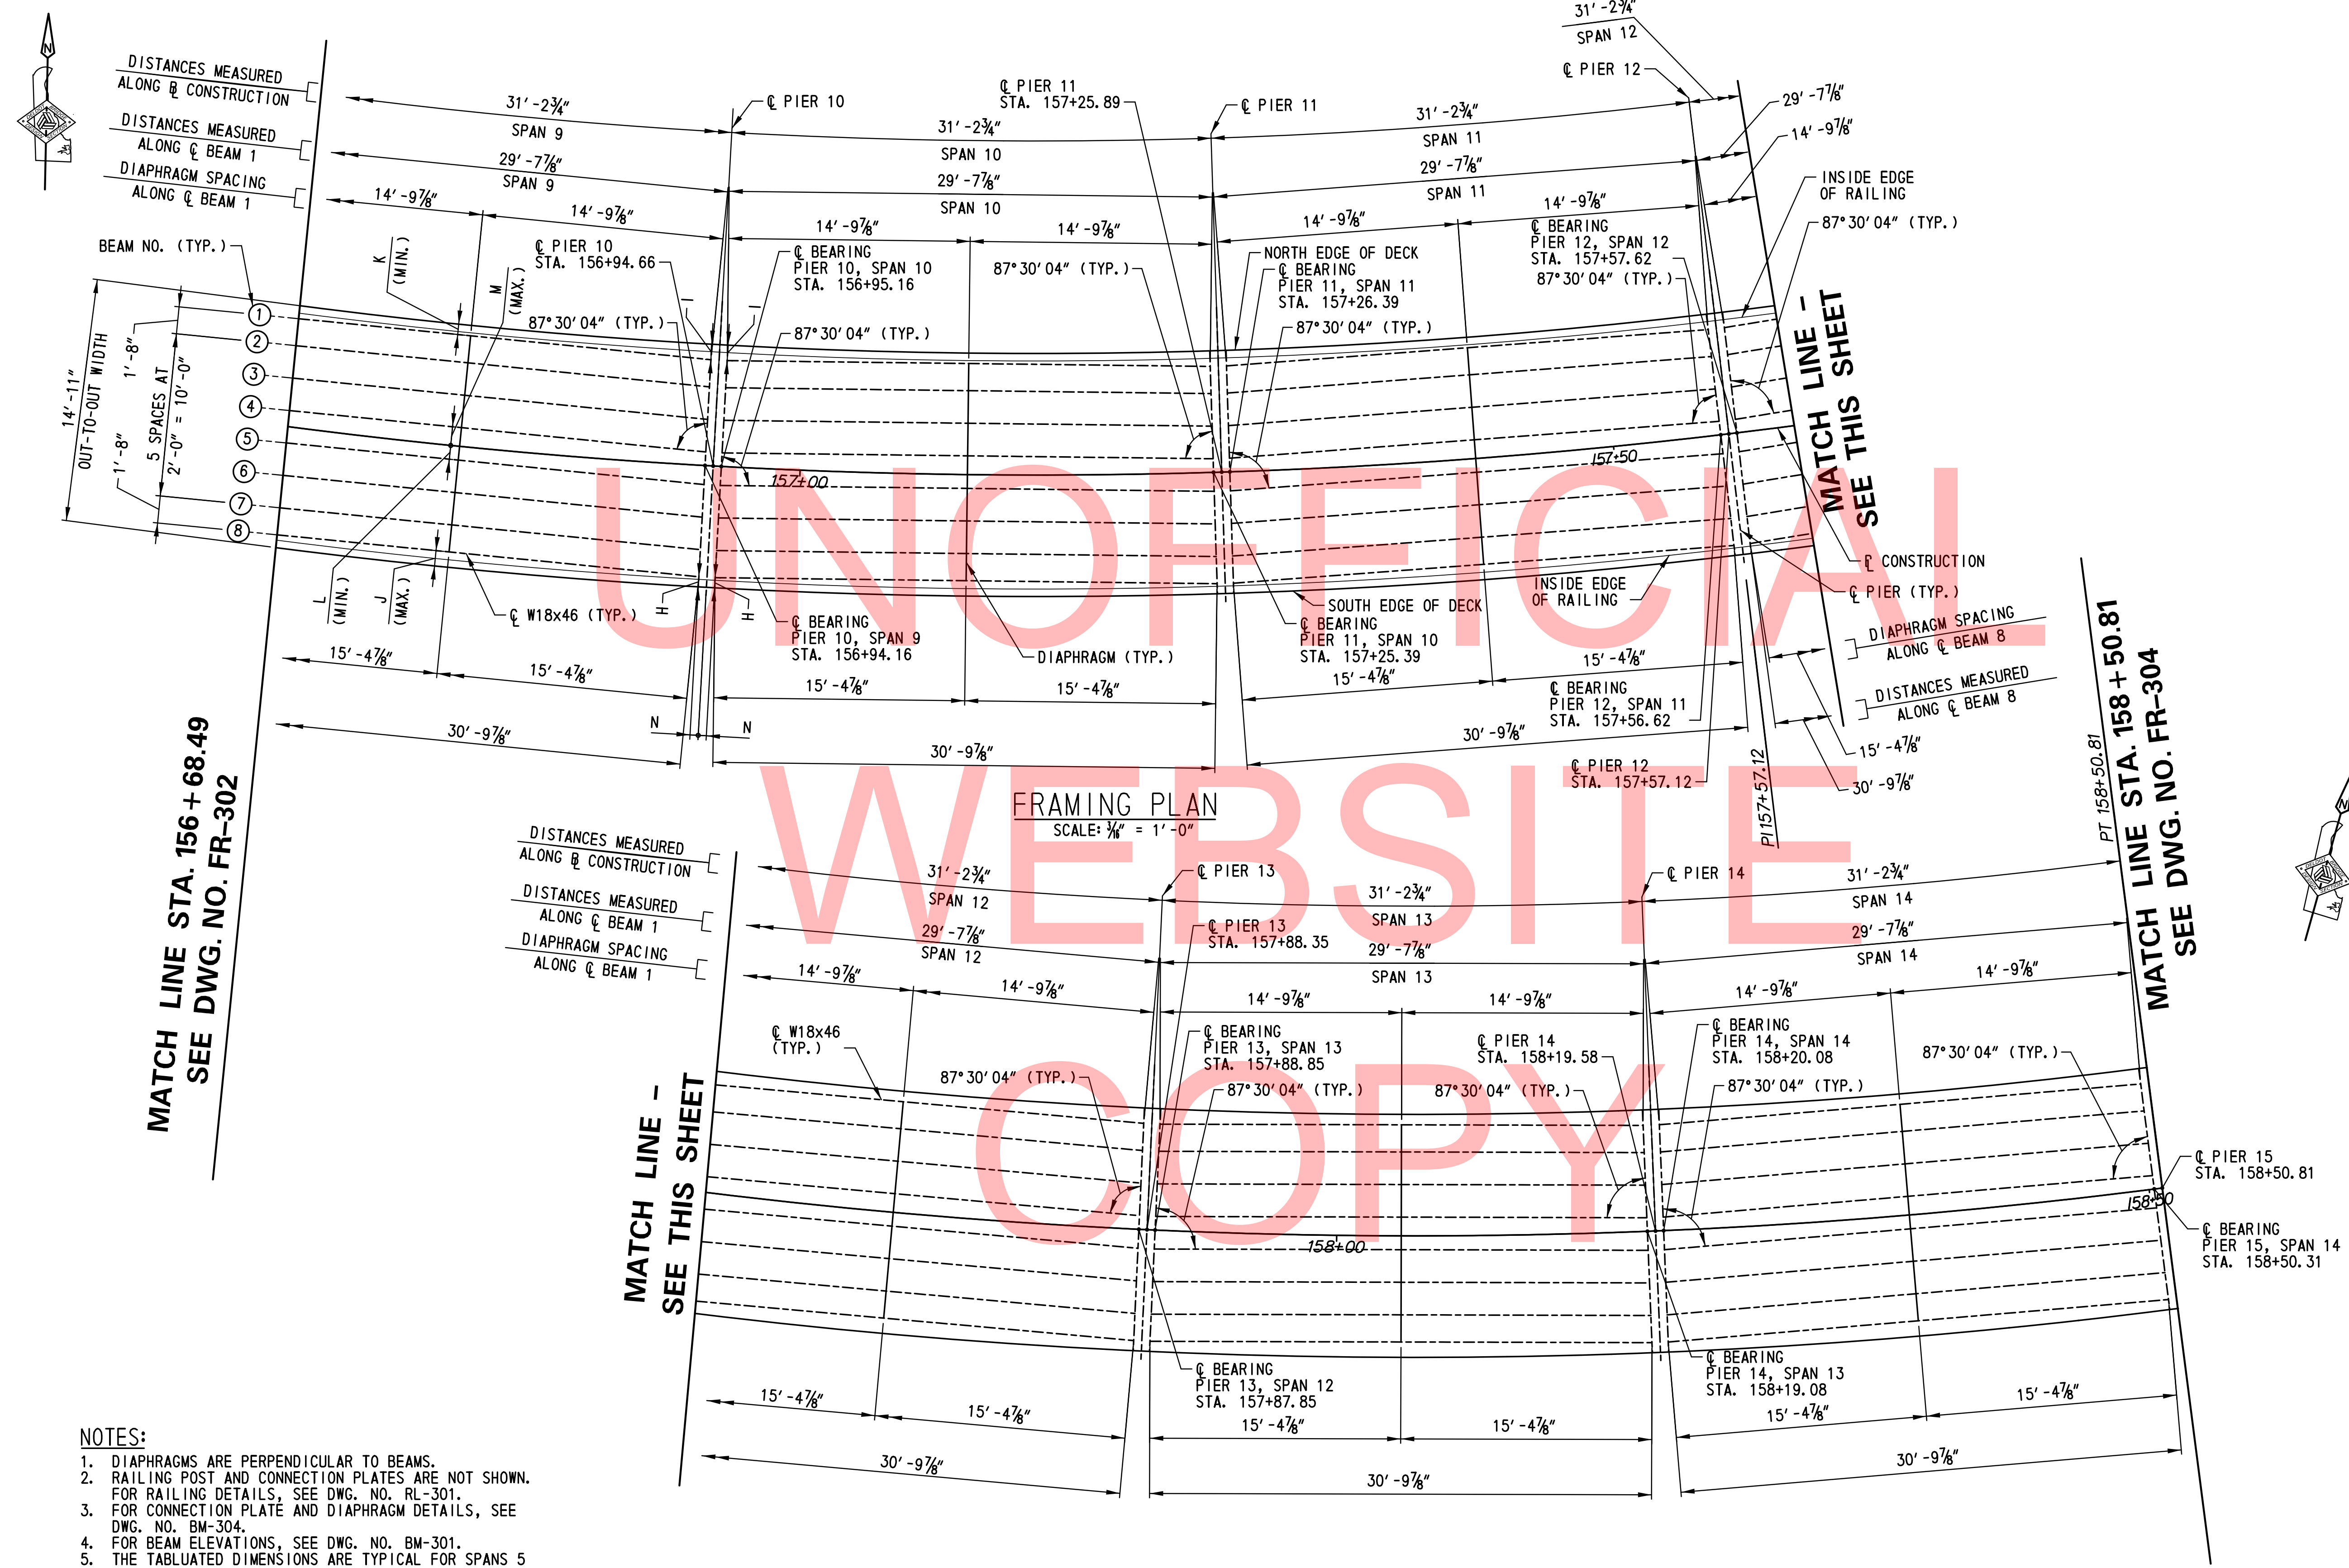 31'-2¾"
SPAN 12
℄ PIER 12
DISTANCES MEASURED
ALONG ℄ CONSTRUCTION
DISTANCES MEASURED
ALONG ℄ BEAM 1
DIAPHRAGM SPACING
ALONG ℄ BEAM 1
31'-2¾"
SPAN 9
29'-7⅞"
SPAN 9
14'-9⅞"
14'-9⅞"
℄ PIER 10
℄ PIER 11
STA. 157+25.89
℄ PIER 11
31'-2¾"
SPAN 10
29'-7⅞"
SPAN 10
14'-9⅞"
14'-9⅞"
31'-2¾"
SPAN 11
29'-7⅞"
SPAN 11
14'-9⅞"
14'-9⅞"
29'-7⅞"
14'-9⅞"
INSIDE EDGE
OF RAILING
87°30'04" (TYP.)
BEAM NO. (TYP.)
K
(MIN.)
M
(MAX.)
℄ PIER 10
STA. 156+94.66
I
I
℄ BEARING
PIER 10, SPAN 10
STA. 156+95.16
87°30'04" (TYP.)
87°30'04" (TYP.)
87°30'04" (TYP.)
NORTH EDGE OF DECK
℄ BEARING
PIER 11, SPAN 11
STA. 157+26.39
87°30'04" (TYP.)
℄ BEARING
PIER 12, SPAN 12
STA. 157+57.62
87°30'04" (TYP.)
MATCH LINE -
SEE THIS SHEET
14'-11"
OUT-TO-OUT WIDTH
1'-8"
5 SPACES AT
2'-0" = 10'-0"
1'-8"
1
2
3
4
5
6
7
8
157+00
157+50
L
(MIN.)
J
(MAX.)
℄ W18x46 (TYP.)
H
H
℄ BEARING
PIER 10, SPAN 9
STA. 156+94.16
DIAPHRAGM (TYP.)
SOUTH EDGE OF DECK
℄ BEARING
PIER 11, SPAN 10
STA. 157+25.39
INSIDE EDGE
OF RAILING
℄ CONSTRUCTION
℄ PIER (TYP.)
DIAPHRAGM SPACING
ALONG ℄ BEAM 8
DISTANCES MEASURED
ALONG ℄ BEAM 8
15'-4⅞"
15'-4⅞"
15'-4⅞"
15'-4⅞"
15'-4⅞"
15'-4⅞"
℄ BEARING
PIER 12, SPAN 11
STA. 157+56.62
30'-9⅞"
N
N
30'-9⅞"
30'-9⅞"
15'-4⅞"
30'-9⅞"
℄ PIER 12
STA. 157+57.12
PI 157+57.12
MATCH LINE STA. 156+68.49
SEE DWG. NO. FR-302
FRAMING PLAN
SCALE: 3/16" = 1'-0"
UNOFFICIAL
WEBSITE
COPY
PT 158+50.81
MATCH LINE STA. 158+50.81
SEE DWG. NO. FR-304
DISTANCES MEASURED
ALONG ℄ CONSTRUCTION
DISTANCES MEASURED
ALONG ℄ BEAM 1
DIAPHRAGM SPACING
ALONG ℄ BEAM 1
31'-2¾"
SPAN 12
29'-7⅞"
SPAN 12
14'-9⅞"
14'-9⅞"
℄ PIER 13
℄ PIER 13
STA. 157+88.35
31'-2¾"
SPAN 13
29'-7⅞"
SPAN 13
14'-9⅞"
14'-9⅞"
℄ PIER 14
31'-2¾"
SPAN 14
29'-7⅞"
SPAN 14
14'-9⅞"
14'-9⅞"
℄ W18x46
(TYP.)
87°30'04" (TYP.)
℄ BEARING
PIER 13, SPAN 13
STA. 157+88.85
87°30'04" (TYP.)
℄ PIER 14
STA. 158+19.58
87°30'04" (TYP.)
℄ BEARING
PIER 14, SPAN 14
STA. 158+20.08
87°30'04" (TYP.)
87°30'04" (TYP.)
MATCH LINE -
SEE THIS SHEET
158+00
158+50
℄ PIER 15
STA. 158+50.81
℄ BEARING
PIER 15, SPAN 14
STA. 158+50.31
℄ BEARING
PIER 13, SPAN 12
STA. 157+87.85
℄ BEARING
PIER 14, SPAN 13
STA. 158+19.08
15'-4⅞"
15'-4⅞"
15'-4⅞"
15'-4⅞"
15'-4⅞"
15'-4⅞"
30'-9⅞"
30'-9⅞"
30'-9⅞"
NOTES:
1. DIAPHRAGMS ARE PERPENDICULAR TO BEAMS.
2. RAILING POST AND CONNECTION PLATES ARE NOT SHOWN.
FOR RAILING DETAILS, SEE DWG. NO. RL-301.
3. FOR CONNECTION PLATE AND DIAPHRAGM DETAILS, SEE
DWG. NO. BM-304.
4. FOR BEAM ELEVATIONS, SEE DWG. NO. BM-301.
5. THE TABLUATED DIMENSIONS ARE TYPICAL FOR SPANS 5